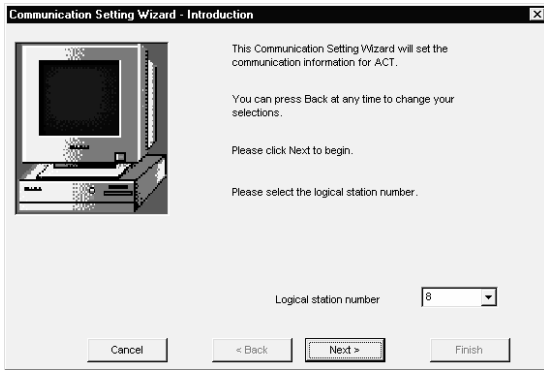 Communication Setting Wizard - Introduction
This Communication Setting Wizard will set the
communication information for ACT.
You can press Back at any time to change your
selections.
Please click Next to begin.
Please select the logical station number.
Logical station number 8
Cancel < Back Next > Finish